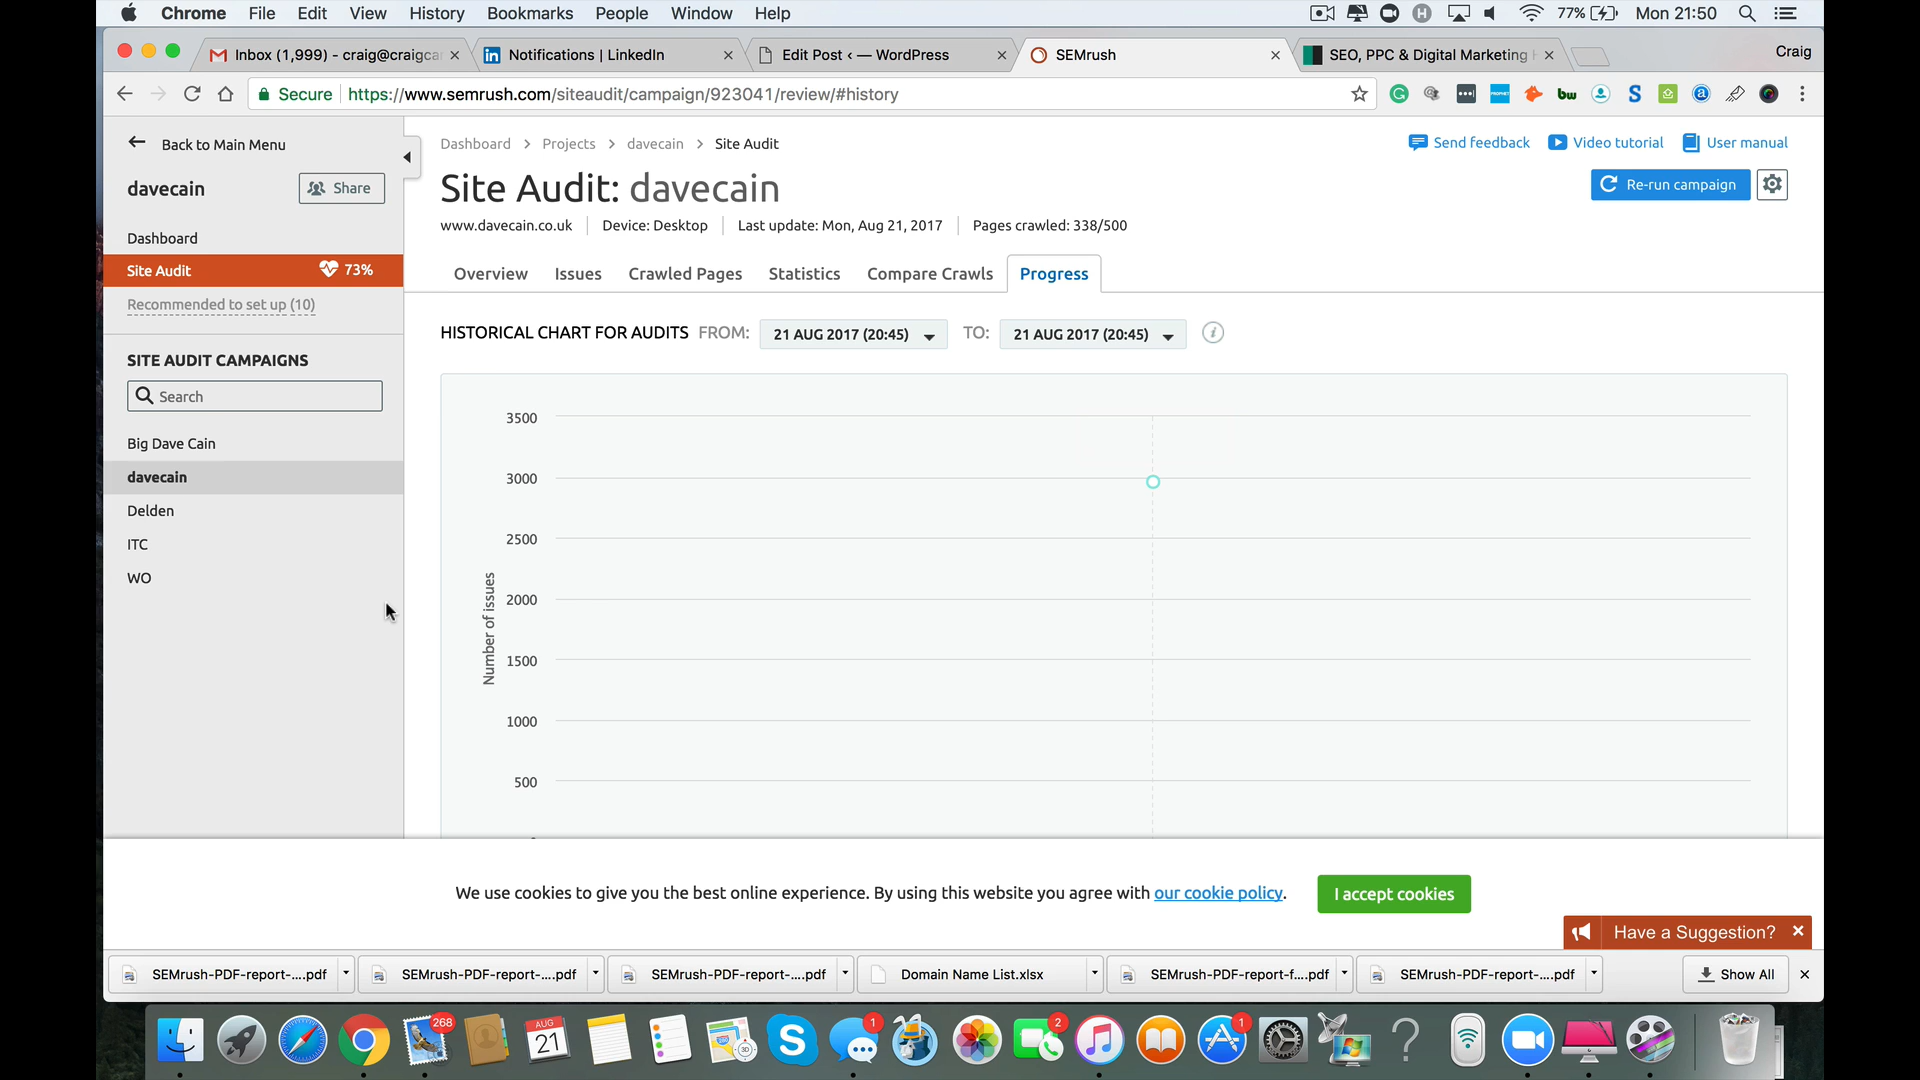 Chrome File Edit View History Bookmarks People Window Help 77% Mon 21:50
Inbox (1,999) - craig@craigca Notifications | LinkedIn Edit Post ‹ — WordPress SEMrush SEO, PPC & Digital Marketing Craig
Secure https://www.semrush.com/siteaudit/campaign/923041/review/#history
Back to Main Menu
davecain Share
Dashboard
Site Audit 73%
Recommended to set up (10)
SITE AUDIT CAMPAIGNS
Search
Big Dave Cain
davecain
Delden
ITC
WO
Dashboard Projects davecain Site Audit
Send feedback Video tutorial User manual
Site Audit: davecain
Re-run campaign
www.davecain.co.uk Device: Desktop Last update: Mon, Aug 21, 2017 Pages crawled: 338/500
Overview Issues Crawled Pages Statistics Compare Crawls Progress
HISTORICAL CHART FOR AUDITS FROM: 21 AUG 2017 (20:45) TO: 21 AUG 2017 (20:45)
3500
3000
2500
2000
1500
1000
500
Number of issues
We use cookies to give you the best online experience. By using this website you agree with our cookie policy. I accept cookies
Have a Suggestion?
SEMrush-PDF-report-....pdf SEMrush-PDF-report-....pdf SEMrush-PDF-report-....pdf Domain Name List.xlsx SEMrush-PDF-report-f....pdf SEMrush-PDF-report-....pdf Show All
268 AUG 21 3D 1 2 1